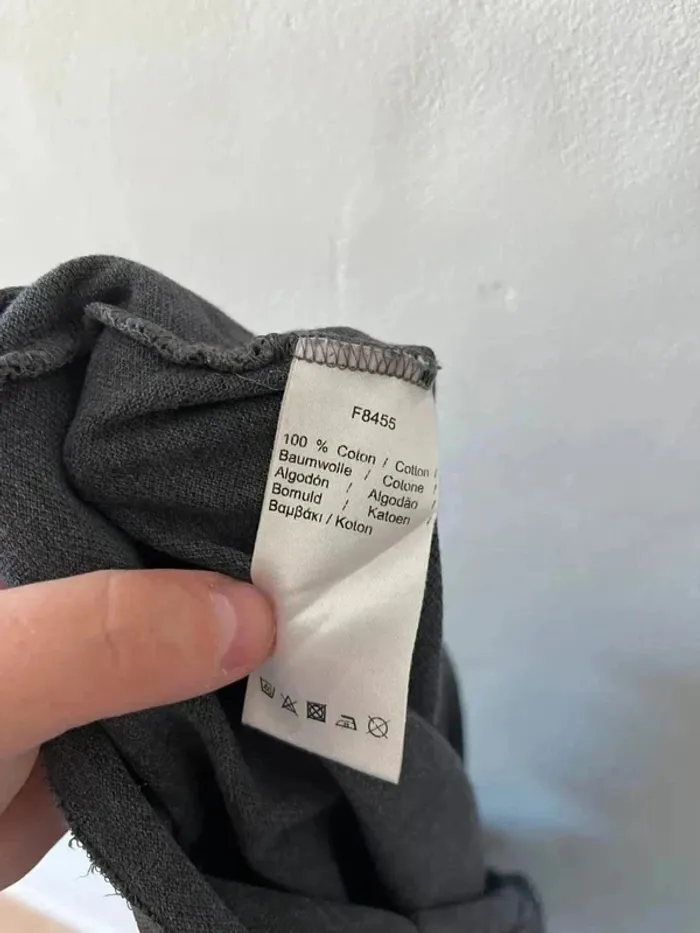 F8455
100 % Coton / Cotton /
Baumwolle / Cotone /
Algodón / Algodão /
Bomuld / Katoen /
Βαμβάκι / Koton